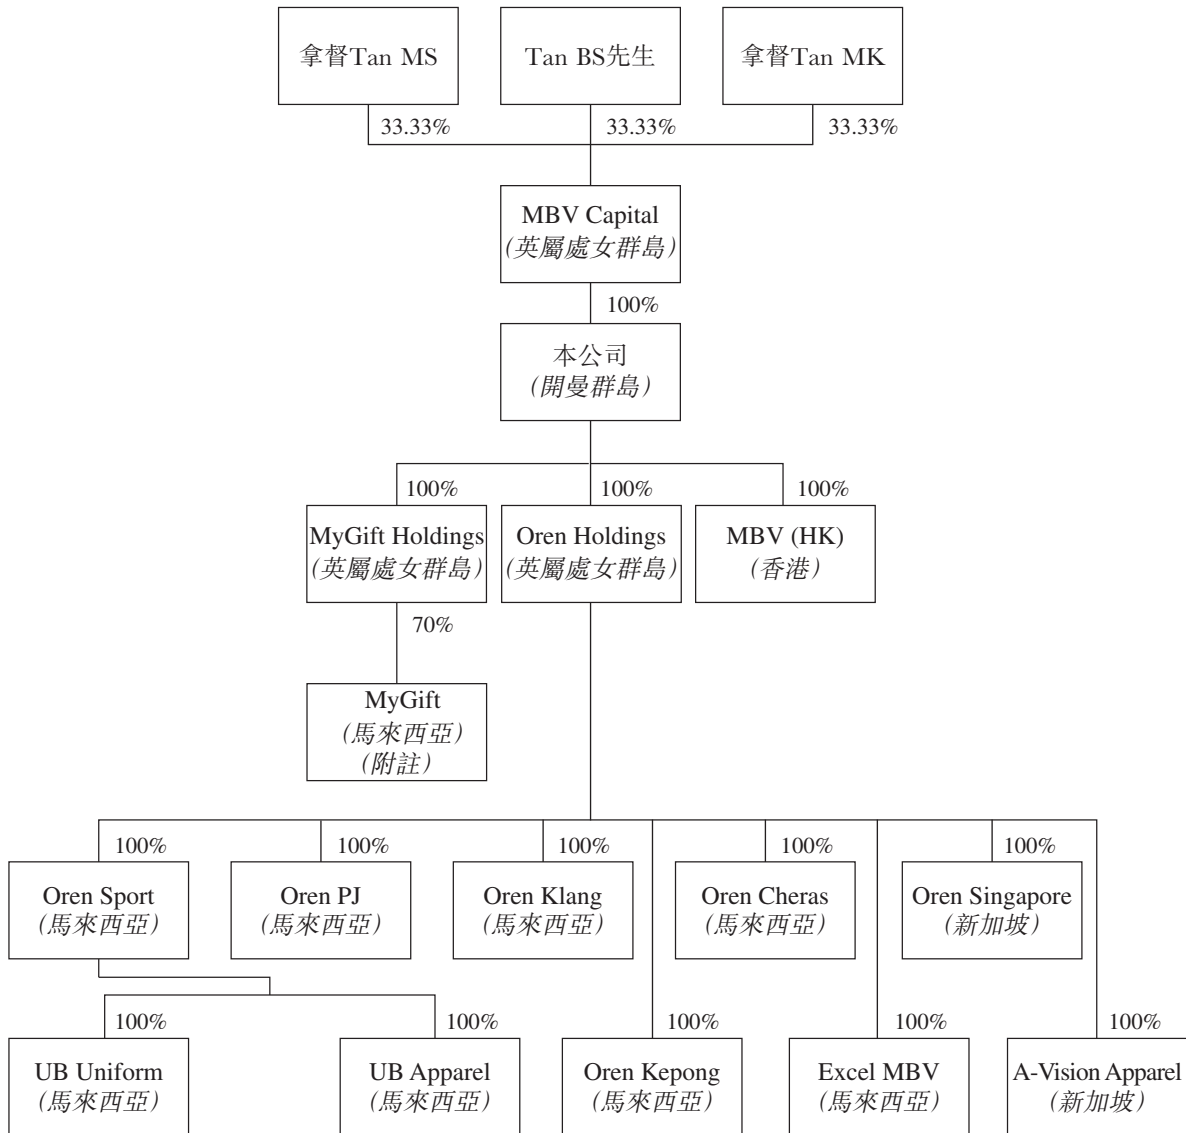 拿督Tan MS
Tan BS先生
拿督Tan MK
33.33%
33.33%
33.33%
MBV Capital
(英屬處女群島)
100%
本公司
(開曼群島)
100%
100%
100%
MyGift Holdings
(英屬處女群島)
Oren Holdings
(英屬處女群島)
MBV (HK)
(香港)
70%
MyGift
(馬來西亞)
(附註)
100%
100%
100%
100%
100%
Oren Sport
(馬來西亞)
Oren PJ
(馬來西亞)
Oren Klang
(馬來西亞)
Oren Cheras
(馬來西亞)
Oren Singapore
(新加坡)
100%
100%
100%
100%
100%
UB Uniform
(馬來西亞)
UB Apparel
(馬來西亞)
Oren Kepong
(馬來西亞)
Excel MBV
(馬來西亞)
A-Vision Apparel
(新加坡)